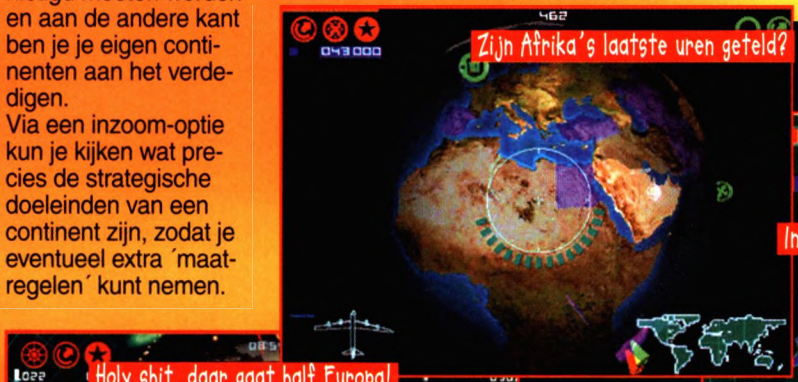 en aan de andere kant
ben je je eigen conti-
nenten aan het verde-
digen.
Via een inzoom-optie
kun je kijken wat pre-
cies de strategische
doeleinden van een
continent zijn, zodat je
eventueel extra ´maat-
regelen´ kunt nemen.
462
043000
Zijn Afrika's laatste uren geteld?
In
L022
Holy shit, daar gaat half Europa!